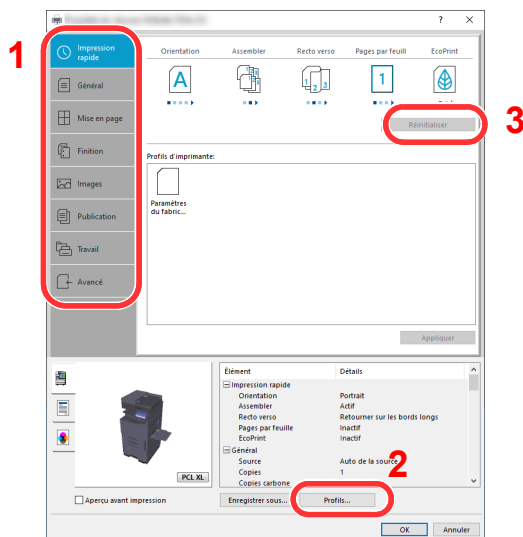 ?
1
Impression rapide
Général
Mise en page
Finition
Images
Publication
Travail
Avancé
Orientation Assembler Recto verso Pages par feuill EcoPrint
A 1 2 3 1
Réinitialiser
3
Profils d'imprimante:
Paramètres
du fabric...
Appliquer
Élément Détails
Impression rapide
Orientation Portrait
Assembler Actif
Recto verso Retourner sur les bords longs
Pages par feuille Inactif
EcoPrint Inactif
Général
Source Auto de la source
Copies 1
Copies carbone
2
PCL XL
Aperçu avant impression
Enregistrer sous... Profils...
OK Annuler